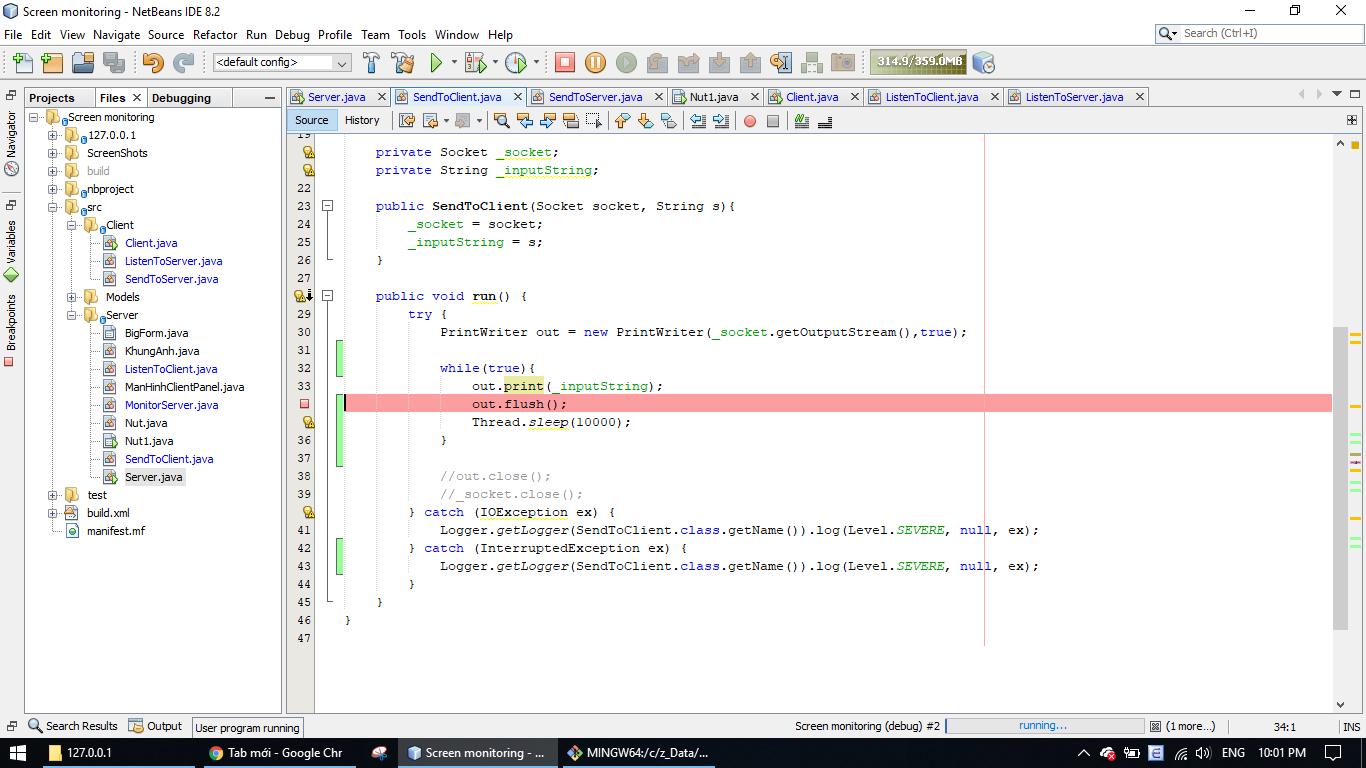 Screen monitoring - NetBeans IDE 8.2
File Edit View Navigate Source Refactor Run Debug Profile Team Tools Window Help
Search (Ctrl+I)
<default config>
314.9/359.0MB
Projects Files Debugging
Server.java SendToClient.java SendToServer.java Nut1.java Client.java ListenToClient.java ListenToServer.java
Source History
Navigator
Variables
Breakpoints
Screen monitoring
127.0.0.1
ScreenShots
build
nbproject
src
Client
Client.java
ListenToServer.java
SendToServer.java
Models
Server
BigForm.java
KhungAnh.java
ListenToClient.java
ManHinhClientPanel.java
MonitorServer.java
Nut.java
Nut1.java
SendToClient.java
Server.java
test
build.xml
manifest.mf
19
private Socket _socket;
private String _inputString;
22
23 public SendToClient(Socket socket, String s){
24 _socket = socket;
25 _inputString = s;
26 }
27
public void run() {
29 try {
30 PrintWriter out = new PrintWriter(_socket.getOutputStream(),true);
31
32 while(true){
33 out.print(_inputString);
out.flush();
Thread.sleep(10000);
36 }
37
38 //out.close();
39 //_socket.close();
} catch (IOException ex) {
41 Logger.getLogger(SendToClient.class.getName()).log(Level.SEVERE, null, ex);
42 } catch (InterruptedException ex) {
43 Logger.getLogger(SendToClient.class.getName()).log(Level.SEVERE, null, ex);
44 }
45 }
46 }
47
Search Results Output User program running
Screen monitoring (debug) #2 running... (1 more...) 34:1 INS
127.0.0.1 Tab mới - Google Chr Screen monitoring - ... MINGW64:/c/z_Data/... ENG 10:01 PM